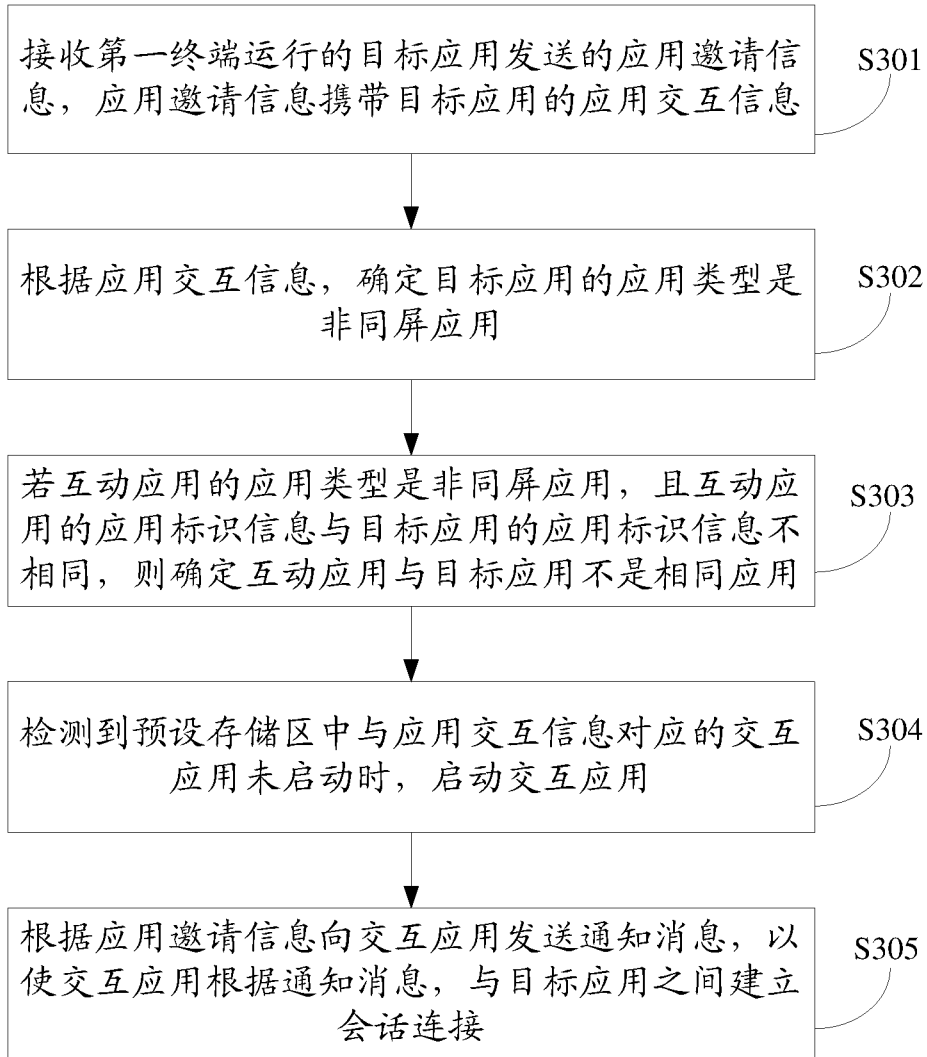 接收第一终端运行的目标应用发送的应用邀请信
息，应用邀请信息携带目标应用的应用交互信息
S301
根据应用交互信息，确定目标应用的应用类型是
非同屏应用
S302
若互动应用的应用类型是非同屏应用，且互动应
用的应用标识信息与目标应用的应用标识信息不
相同，则确定互动应用与目标应用不是相同应用
S303
检测到预设存储区中与应用交互信息对应的交互
应用未启动时，启动交互应用
S304
根据应用邀请信息向交互应用发送通知消息，以
使交互应用根据通知消息，与目标应用之间建立
会话连接
S305